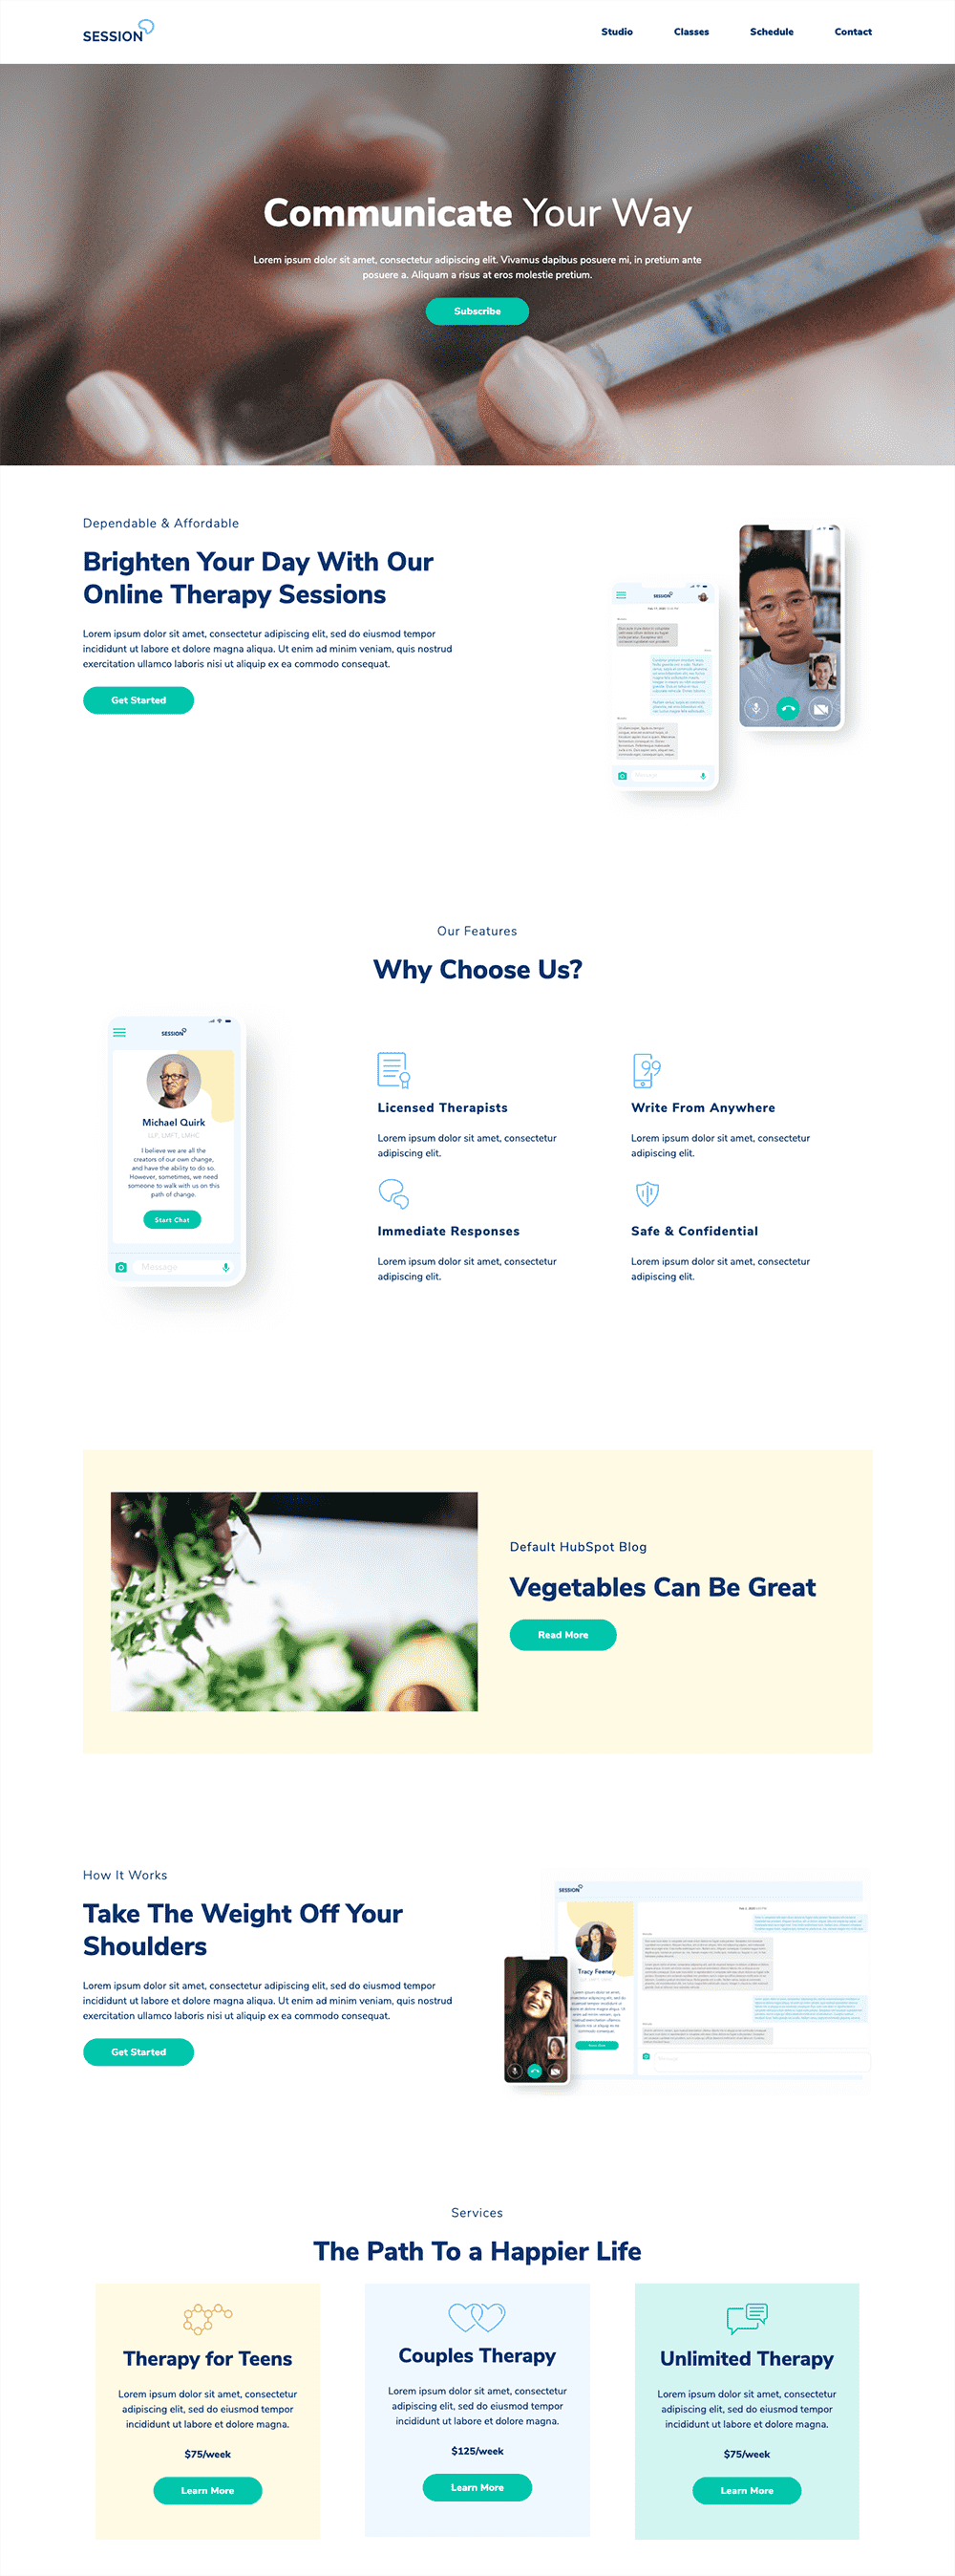 SESSION
Studio Classes Schedule Contact
Communicate Your Way
Lorem ipsum dolor sit amet, consectetur adipiscing elit. Vivamus dapibus posuere mi, in pretium ante
posuere a. Aliquam a risus at eros molestie pretium.
Subscribe
Dependable & Affordable
Brighten Your Day With Our
Online Therapy Sessions
Lorem ipsum dolor sit amet, consectetur adipiscing elit, sed do eiusmod tempor
incididunt ut labore et dolore magna aliqua. Ut enim ad minim veniam, quis nostrud
exercitation ullamco laboris nisi ut aliquip ex ea commodo consequat.
Get Started
SESSION
Message
Our Features
Why Choose Us?
SESSION
Michael Quirk
LLP, LMFT, LMHC
I believe we are all the
creators of our own change,
and have the ability to do so.
However, sometimes, we need
someone to walk with us on this
path of change.
Start Chat
Message
Licensed Therapists
Lorem ipsum dolor sit amet, consectetur
adipiscing elit.
Write From Anywhere
Lorem ipsum dolor sit amet, consectetur
adipiscing elit.
Immediate Responses
Lorem ipsum dolor sit amet, consectetur
adipiscing elit.
Safe & Confidential
Lorem ipsum dolor sit amet, consectetur
adipiscing elit.
Default HubSpot Blog
Vegetables Can Be Great
Read More
How It Works
Take The Weight Off Your
Shoulders
Lorem ipsum dolor sit amet, consectetur adipiscing elit, sed do eiusmod tempor
incididunt ut labore et dolore magna aliqua. Ut enim ad minim veniam, quis nostrud
exercitation ullamco laboris nisi ut aliquip ex ea commodo consequat.
Get Started
SESSION
Tracy Feeney
Message
Services
The Path To a Happier Life
Therapy for Teens
Lorem ipsum dolor sit amet, consectetur
adipiscing elit, sed do eiusmod tempor
incididunt ut labore et dolore magna.
$75/week
Learn More
Couples Therapy
Lorem ipsum dolor sit amet, consectetur
adipiscing elit, sed do eiusmod tempor
incididunt ut labore et dolore magna.
$125/week
Learn More
Unlimited Therapy
Lorem ipsum dolor sit amet, consectetur
adipiscing elit, sed do eiusmod tempor
incididunt ut labore et dolore magna.
$75/week
Learn More